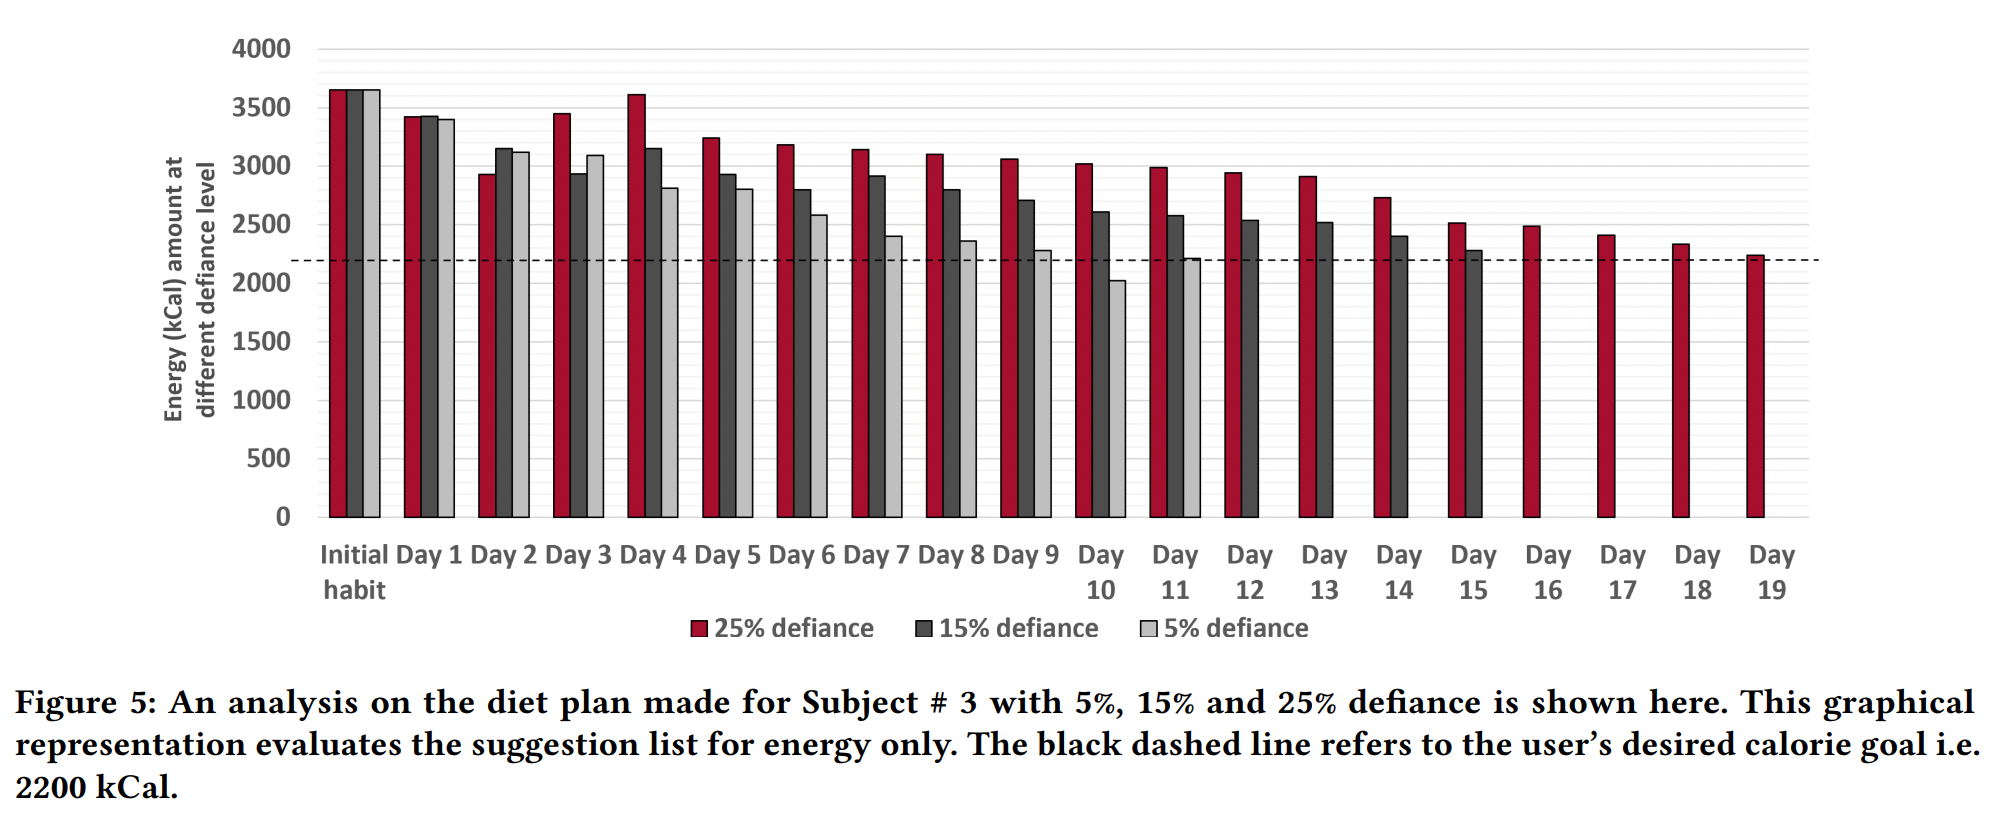 4000
3500
3000
2500
2000
1500
1000
500
0
Energy (kCal) amount at
different defiance level
Initial habit
Day 1
Day 2
Day 3
Day 4
Day 5
Day 6
Day 7
Day 8
Day 9
Day 10
Day 11
Day 12
Day 13
Day 14
Day 15
Day 16
Day 17
Day 18
Day 19
25% defiance
15% defiance
5% defiance
Figure 5: An analysis on the diet plan made for Subject # 3 with 5%, 15% and 25% defiance is shown here. This graphical
representation evaluates the suggestion list for energy only. The black dashed line refers to the user’s desired calorie goal i.e.
2200 kCal.